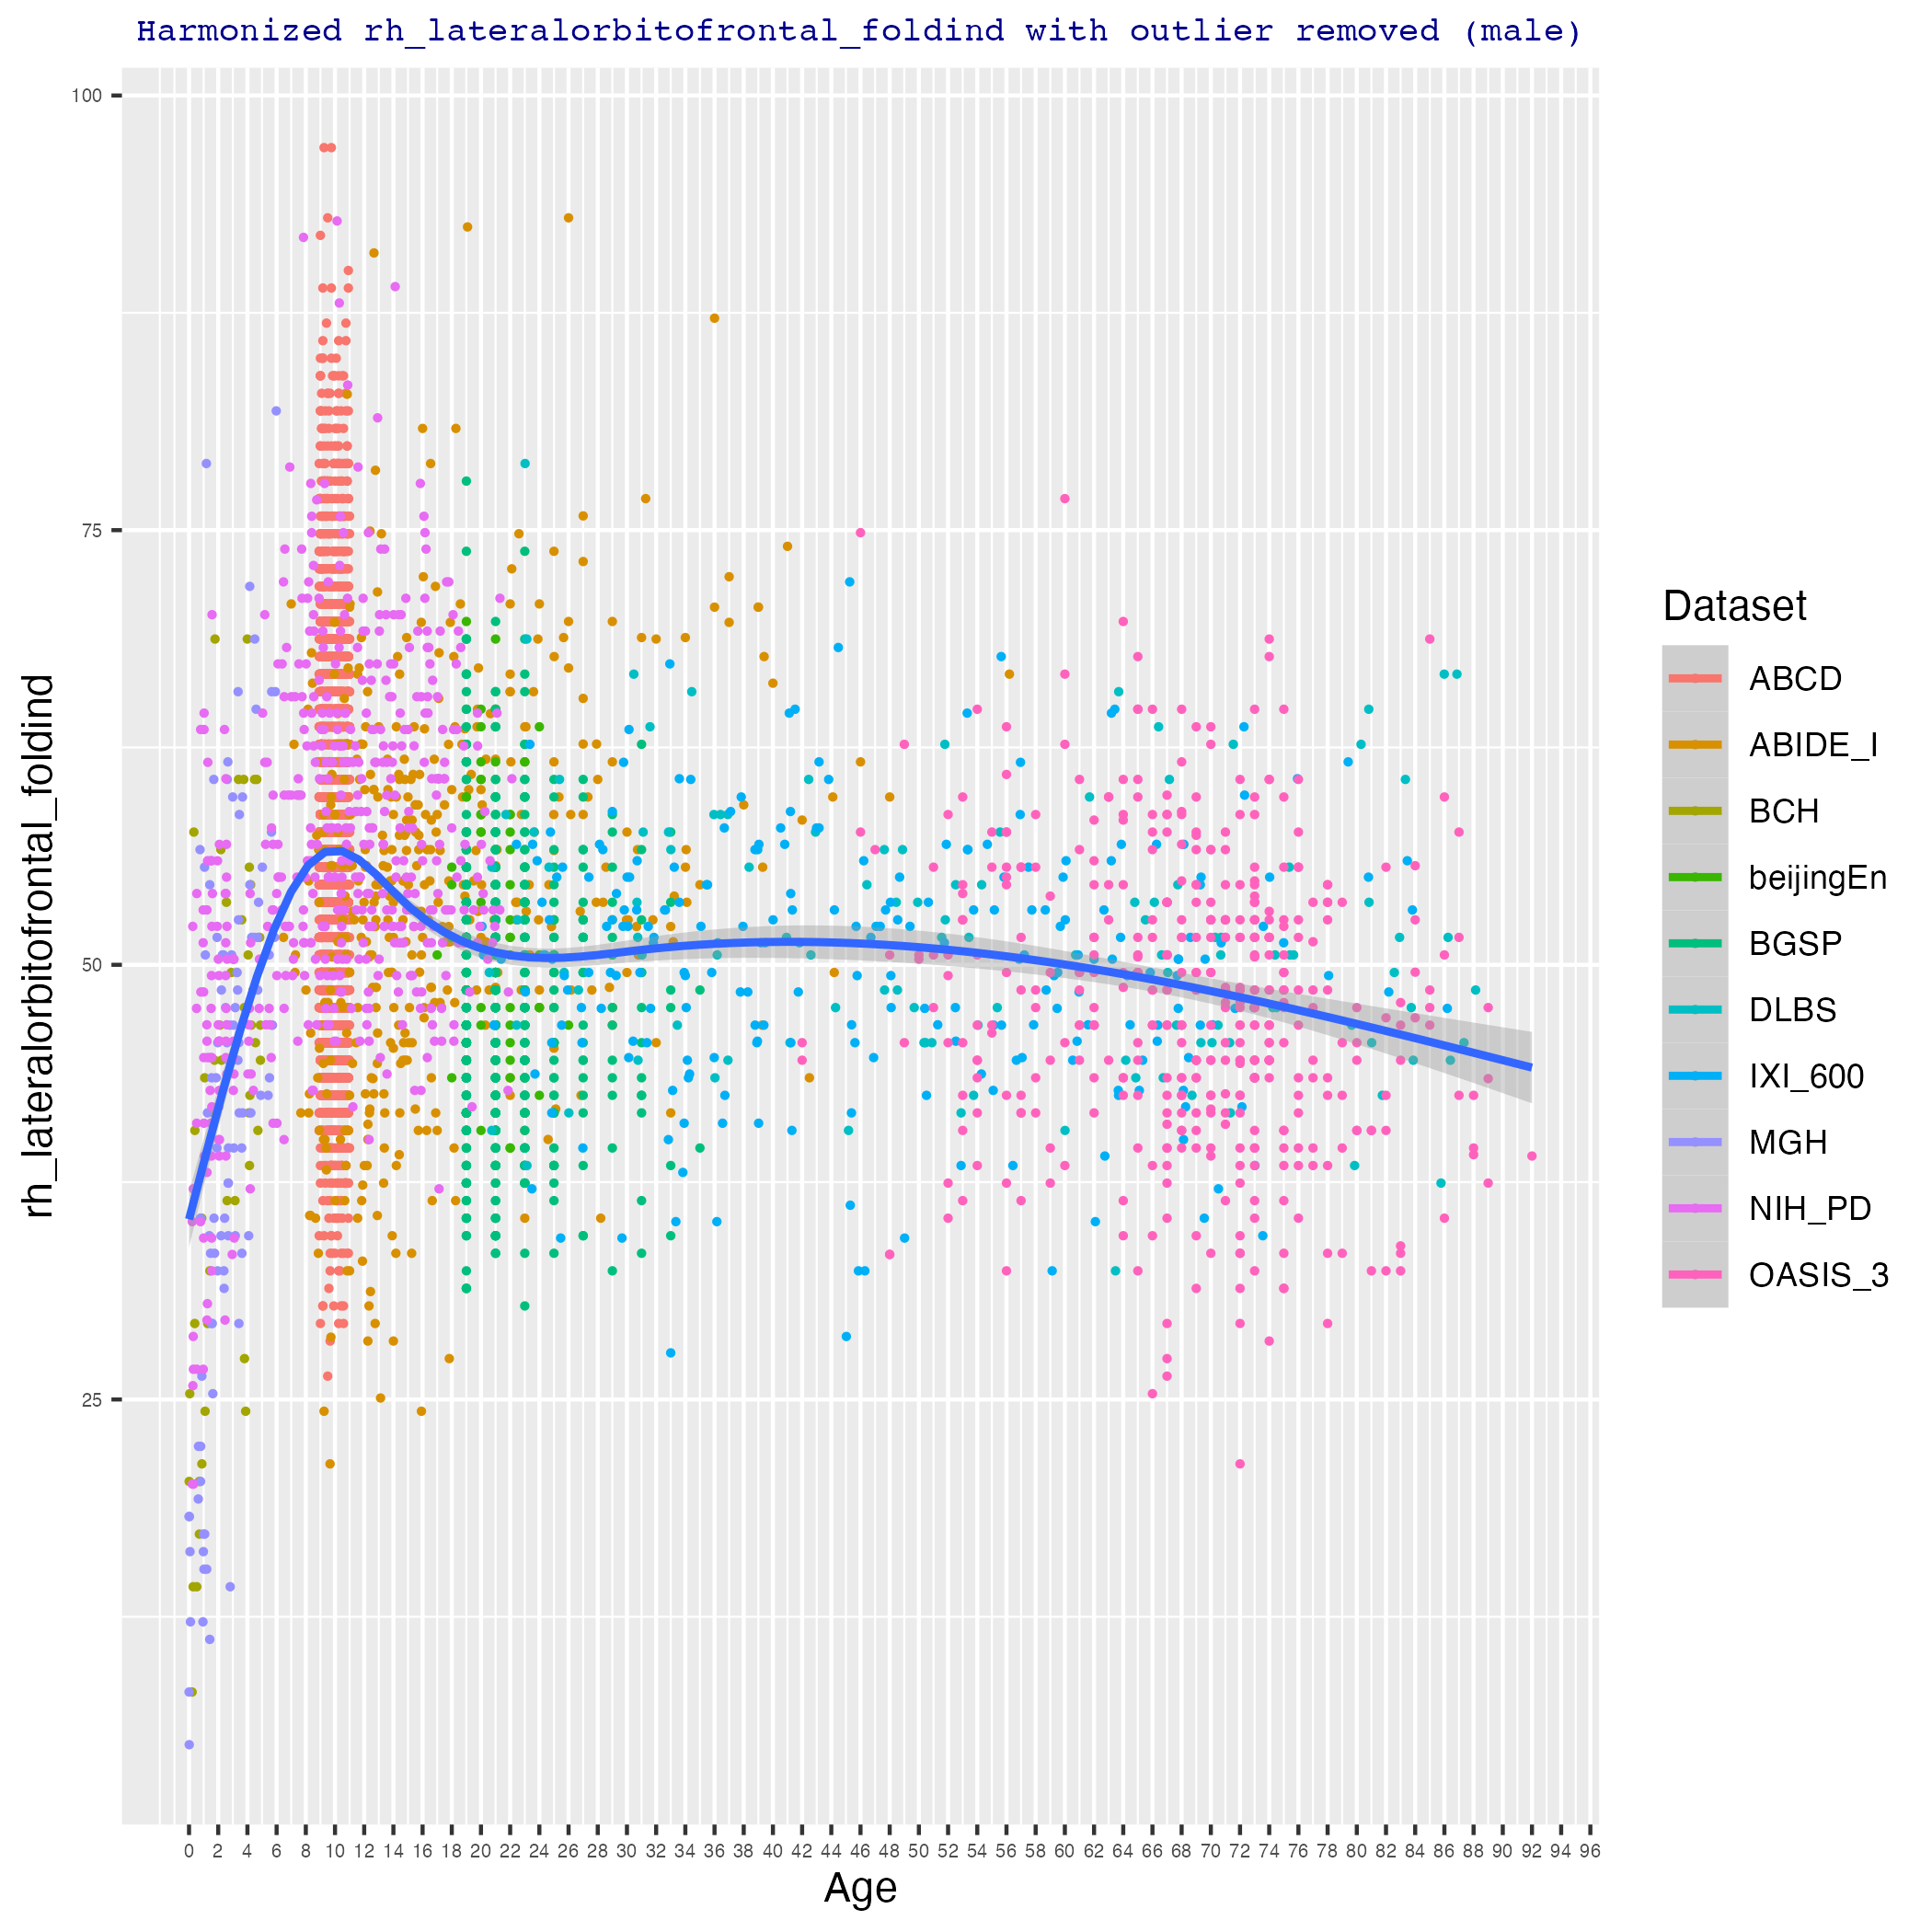 Harmonized rh_lateralorbitofrontal_foldind with outlier removed (male)
rh_lateralorbitofrontal_foldind
100
75
50
25
0 2 4 6 8 10 12 14 16 18 20 22 24 26 28 30 32 34 36 38 40 42 44 46 48 50 52 54 56 58 60 62 64 66 68 70 72 74 76 78 80 82 84 86 88 90 92 94 96
Age
Dataset
ABCD
ABIDE_I
BCH
beijingEn
BGSP
DLBS
IXI_600
MGH
NIH_PD
OASIS_3